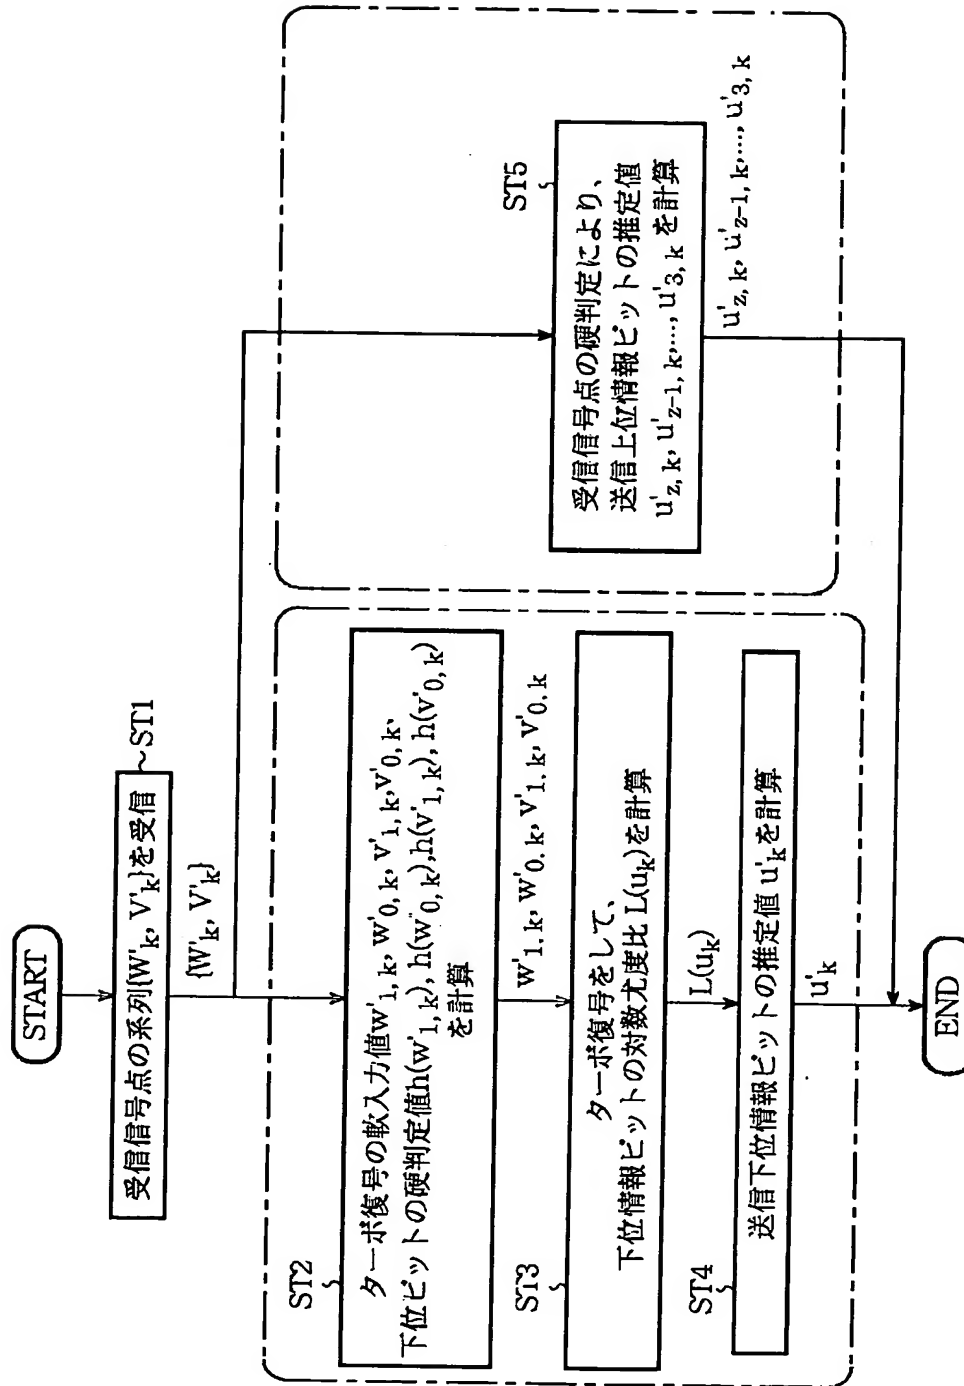 START
受信信号点の系列{W'k, V'k}を受信
ST1
{W'k, V'k}
ST2
ターボ復号の軟入力値w'1, k, w'0, k, v'1, k, v'0, k、
下位ビットの硬判定値h(w'1, k), h(w'0, k), h(v'1, k), h(v'0, k)
を計算
w'1. k, w'0. k, v'1. k, v'0. k
ST3
ターボ復号をして、
下位情報ビットの対数尤度比 L(uk)を計算
L(uk)
ST4
送信下位情報ビットの推定値 u'kを計算
u'k
ST5
受信信号点の硬判定により、
送信上位情報ビットの推定値
u'z, k, u'z-1, k,..., u'3, k を計算
u'z, k, u'z-1, k,..., u'3, k
END